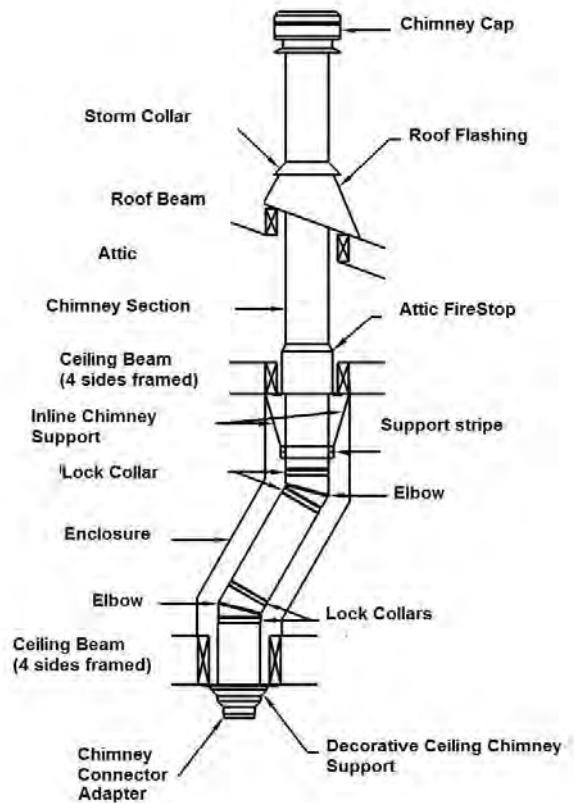 Chimney Cap
Storm Collar
Roof Flashing
Roof Beam
Attic
Chimney Section
Attic FireStop
Ceiling Beam
(4 sides framed)
Inline Chimney
Support
Support stripe
Lock Collar
Elbow
Enclosure
Elbow
Lock Collars
Ceiling Beam
(4 sides framed)
Decorative Ceiling Chimney
Support
Chimney
Connector
Adapter